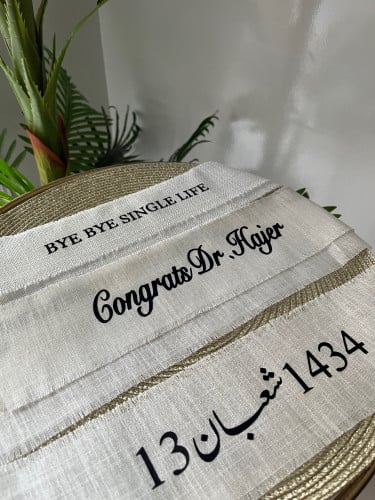 BYE BYE SINGLE LIFE
Congrats Dr.Hajer
13 شعبان 1434